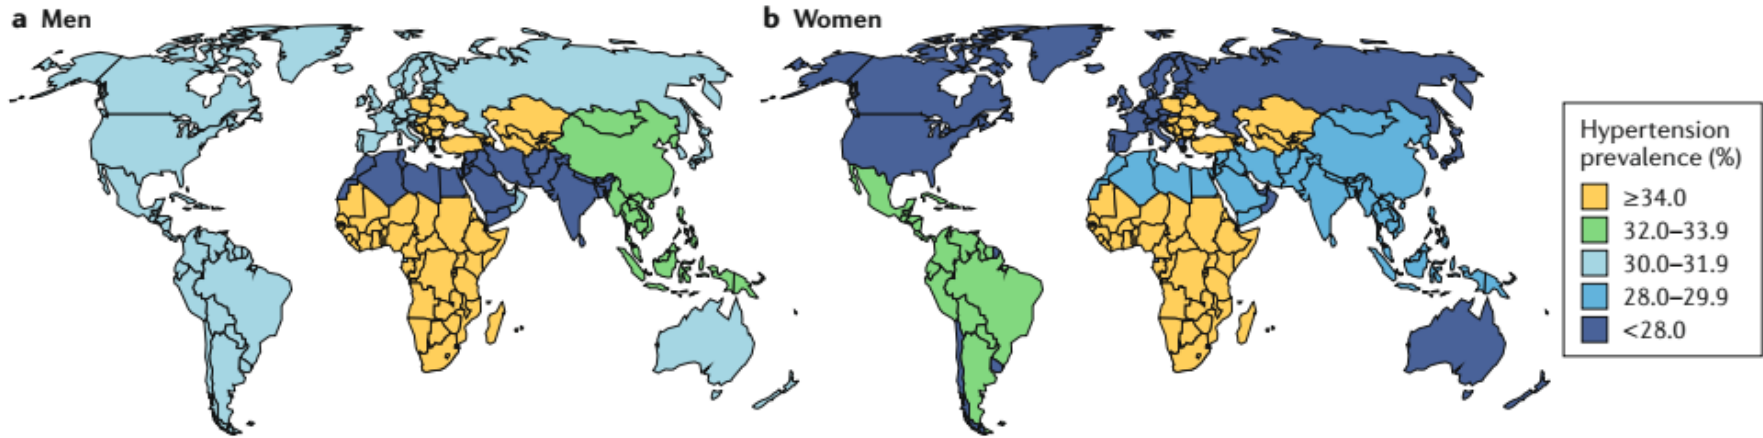 a Men
b Women
Hypertension
prevalence (%)
≥34.0
32.0–33.9
30.0–31.9
28.0–29.9
<28.0